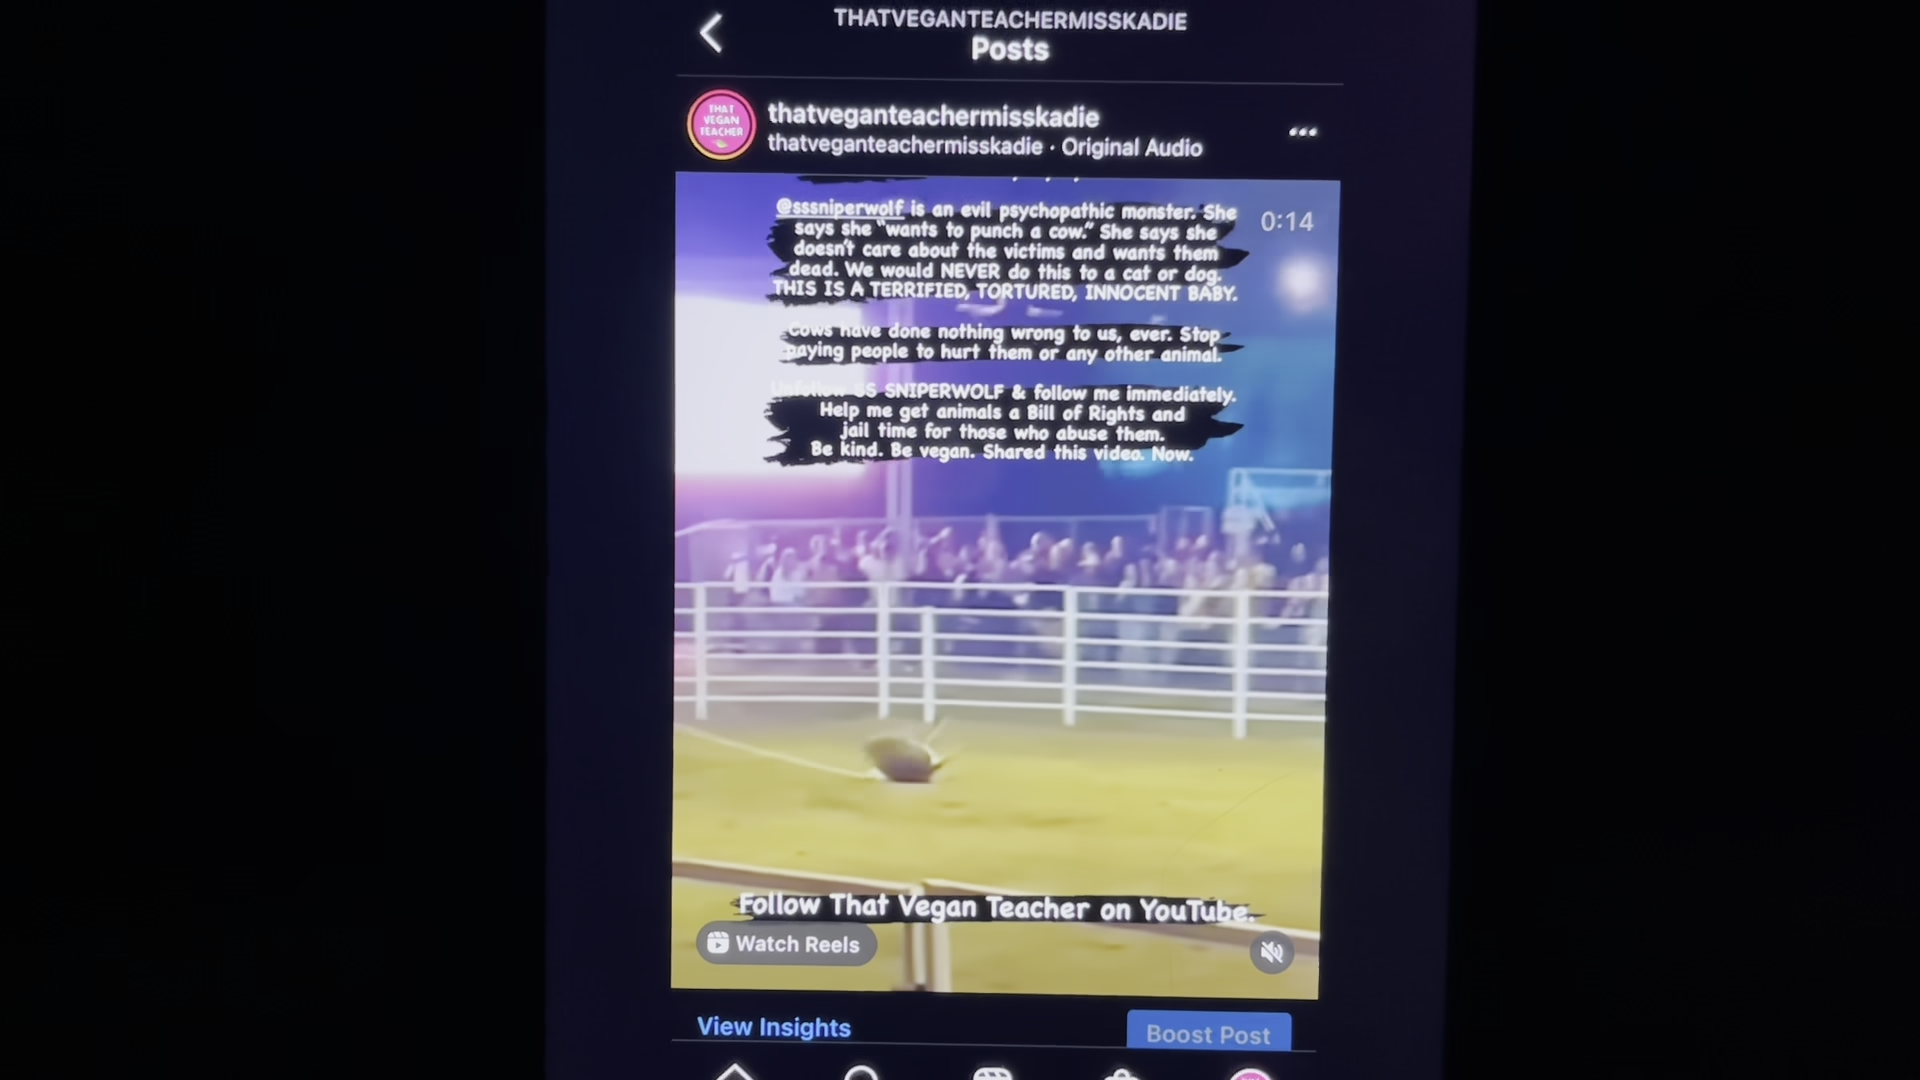 THATVEGANTEACHERMISSKADIE
Posts
THAT
VEGAN
TEACHER
thatveganteachermisskadie
thatveganteachermisskadie · Original Audio
@sssniperwolf is an evil psychopathic monster. She
says she "wants to punch a cow." She says she
doesn't care about the victims and wants them
dead. We would NEVER do this to a cat or dog.
THIS IS A TERRIFIED, TORTURED, INNOCENT BABY.
0:14
Cows have done nothing wrong to us, ever. Stop
paying people to hurt them or any other animal.
Unfollow SS SNIPERWOLF & follow me immediately.
Help me get animals a Bill of Rights and
jail time for those who abuse them.
Be kind. Be vegan. Shared this video. Now.
Follow That Vegan Teacher on YouTube.
Watch Reels
View Insights
Boost Post